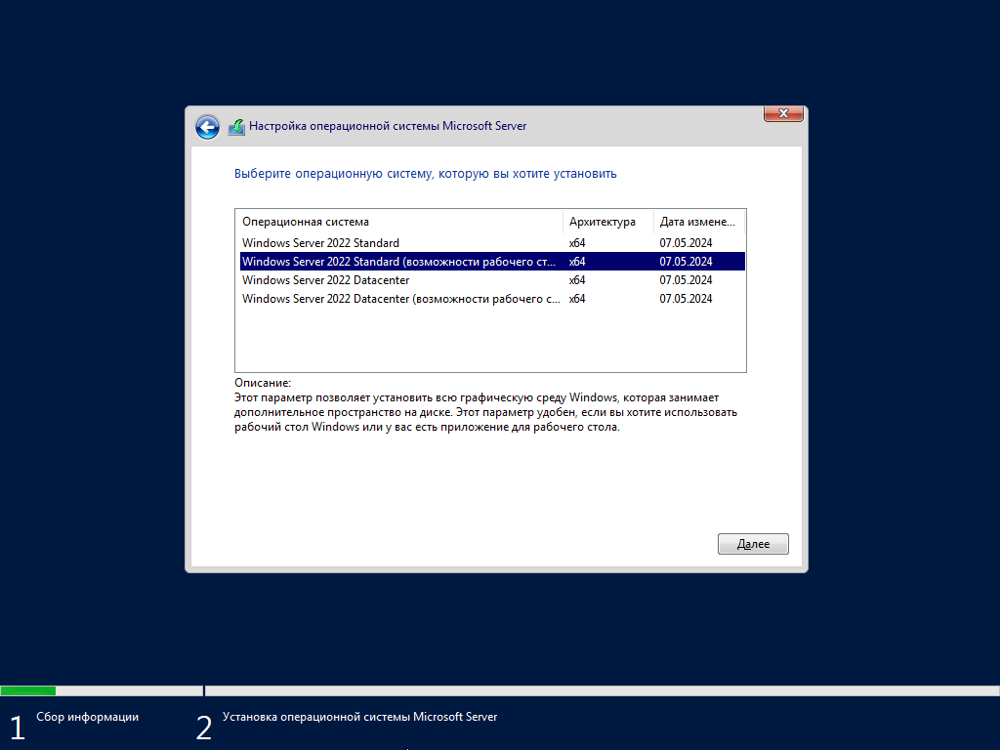 Настройка операционной системы Microsoft Server
Выберите операционную систему, которую вы хотите установить
Операционная система Архитектура Дата измене...
Windows Server 2022 Standard x64 07.05.2024
Windows Server 2022 Standard (возможности рабочего ст... x64 07.05.2024
Windows Server 2022 Datacenter x64 07.05.2024
Windows Server 2022 Datacenter (возможности рабочего с... x64 07.05.2024
Описание:
Этот параметр позволяет установить всю графическую среду Windows, которая занимает
дополнительное пространство на диске. Этот параметр удобен, если вы хотите использовать
рабочий стол Windows или у вас есть приложение для рабочего стола.
Далее
1 Сбор информации 2 Установка операционной системы Microsoft Server